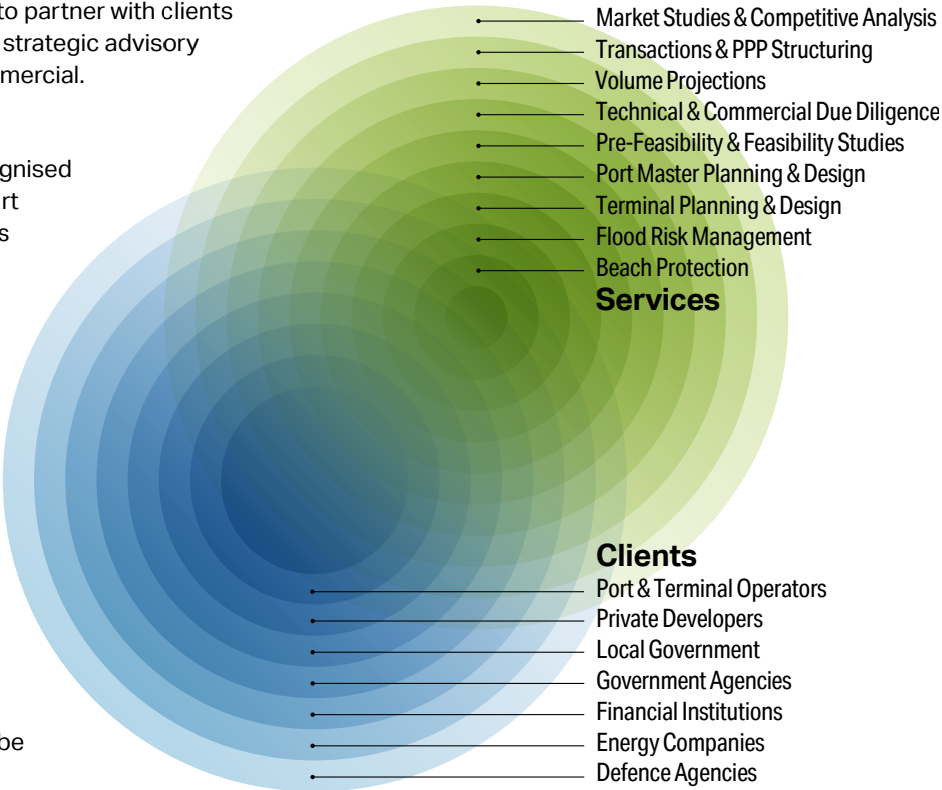 to partner with clients
strategic advisory
mercial.
gnised
rt
s
be
Market Studies & Competitive Analysis
Transactions & PPP Structuring
Volume Projections
Technical & Commercial Due Diligence
Pre-Feasibility & Feasibility Studies
Port Master Planning & Design
Terminal Planning & Design
Flood Risk Management
Beach Protection
Services
Clients
Port & Terminal Operators
Private Developers
Local Government
Government Agencies
Financial Institutions
Energy Companies
Defence Agencies